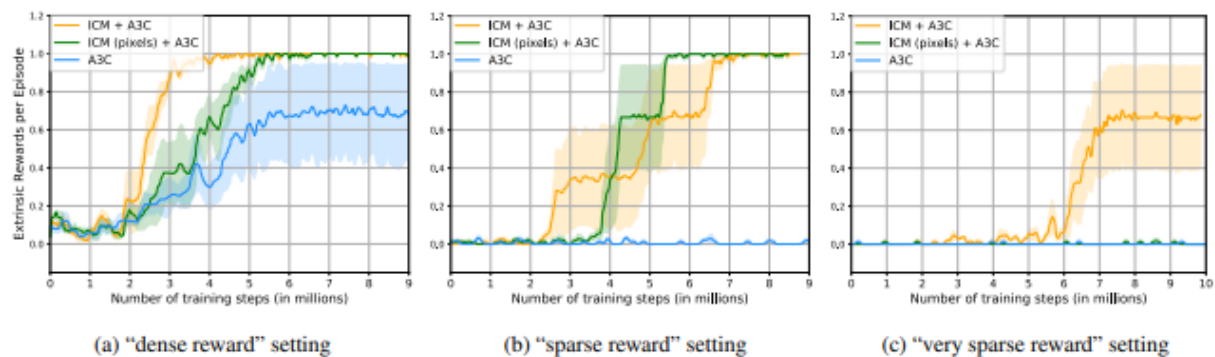 ICM + A3C
ICM (pixels) + A3C
A3C
Extrinsic Rewards per Episode
1.0
0.8
0.6
0.4
0.2
0.0
0 1 2 3 4 5 6 7 8 9
Number of training steps (in millions)
(a) “dense reward” setting
ICM + A3C
ICM (pixels) + A3C
A3C
1.0
0.8
0.6
0.4
0.2
0.0
0 1 2 3 4 5 6 7 8 9
Number of training steps (in millions)
(b) “sparse reward” setting
ICM + A3C
ICM (pixels) + A3C
A3C
1.0
0.8
0.6
0.4
0.2
0.0
0 1 2 3 4 5 6 7 8 9 10
Number of training steps (in millions)
(c) “very sparse reward” setting